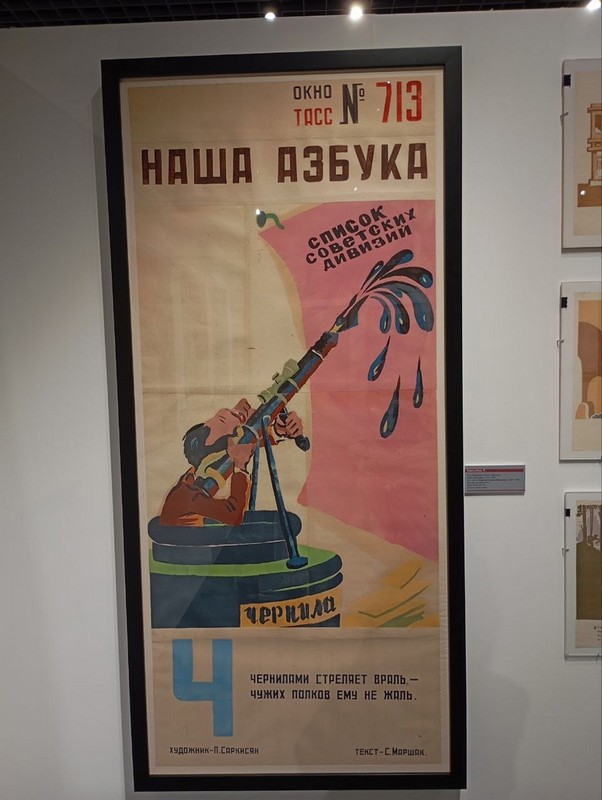 ОКНО
ТАСС № 713
НАША АЗБУКА
СПИСОК
СОВЕТСКИХ
ДИВИЗИЙ
ЧЕРНИЛА
Ч
ЧЕРНИЛАМИ СТРЕЛЯЕТ ВРАЛЬ,—
ЧУЖИХ ПОЛКОВ ЕМУ НЕ ЖАЛЬ.
ХУДОЖНИК-П.САРКИСЯН
ТЕКСТ-С.МАРШАК.